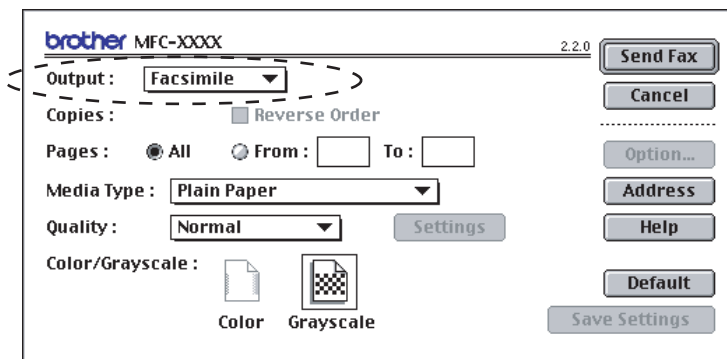 brother MFC-XXXX
2.2.0
Send Fax
Output : Facsimile
Cancel
Copies : Reverse Order
Pages : All From : To :
Option...
Media Type : Plain Paper
Address
Quality : Normal Settings
Help
Color/Grayscale :
Default
Color Grayscale
Save Settings